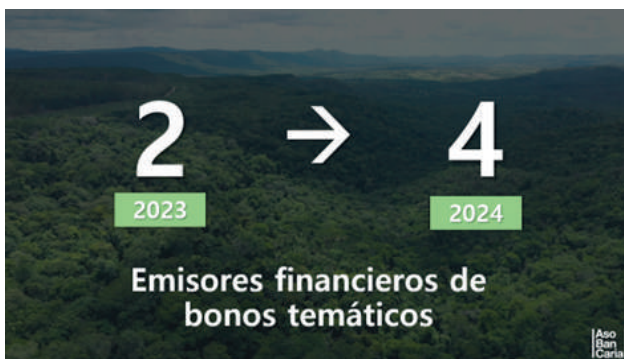 2 → 4
2023 2024
Emisores financieros de
bonos temáticos
Aso
Ban
Caria